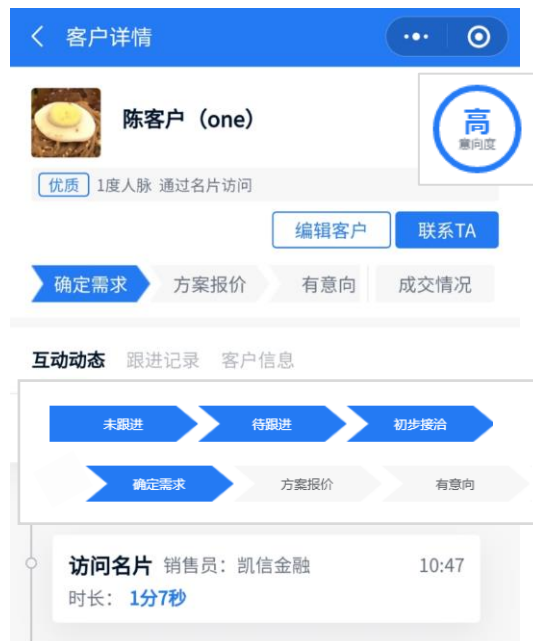 客户详情
陈客户（one）
高
意向度
优质 1度人脉 通过名片访问
编辑客户 联系TA
确定需求 方案报价 有意向 成交情况
互动动态 跟进记录 客户信息
未跟进 待跟进 初步接洽
确定需求 方案报价 有意向
访问名片 销售员：凯信金融 10:47
时长： 1分7秒